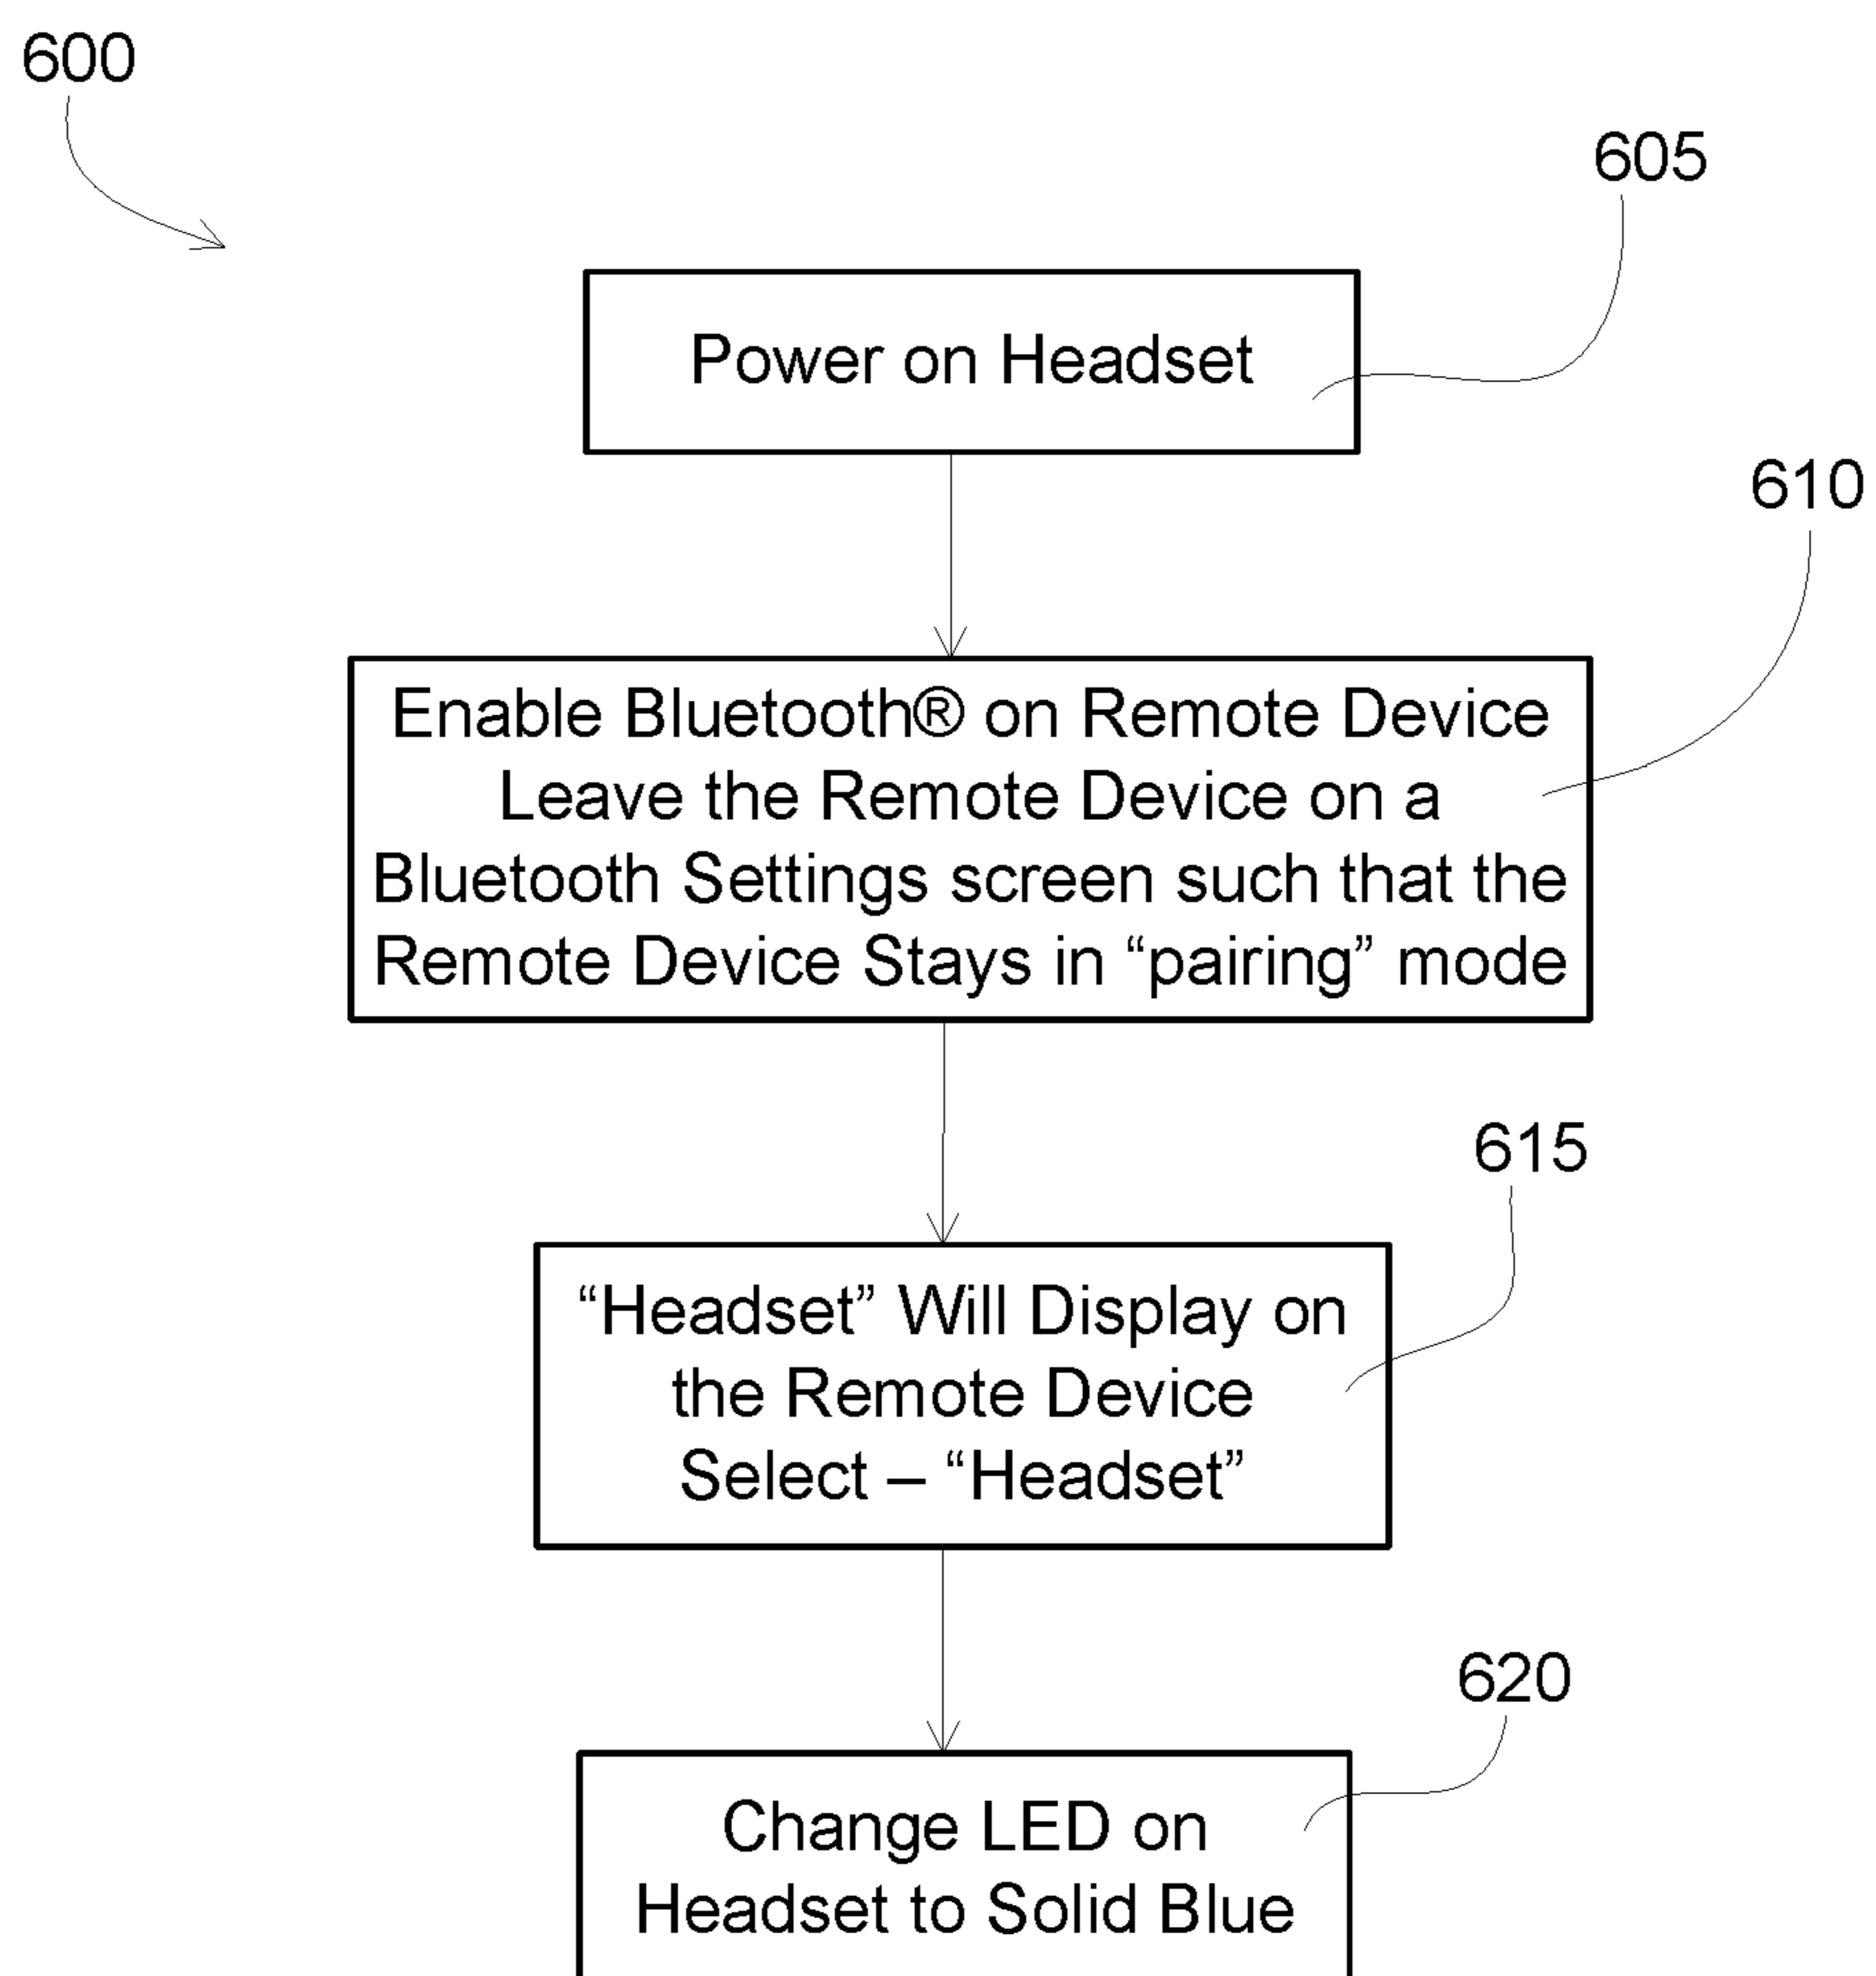 600
605
Power on Headset
610
Enable Bluetooth® on Remote Device
Leave the Remote Device on a
Bluetooth Settings screen such that the
Remote Device Stays in “pairing” mode
615
“Headset” Will Display on
the Remote Device
Select – “Headset”
620
Change LED on
Headset to Solid Blue